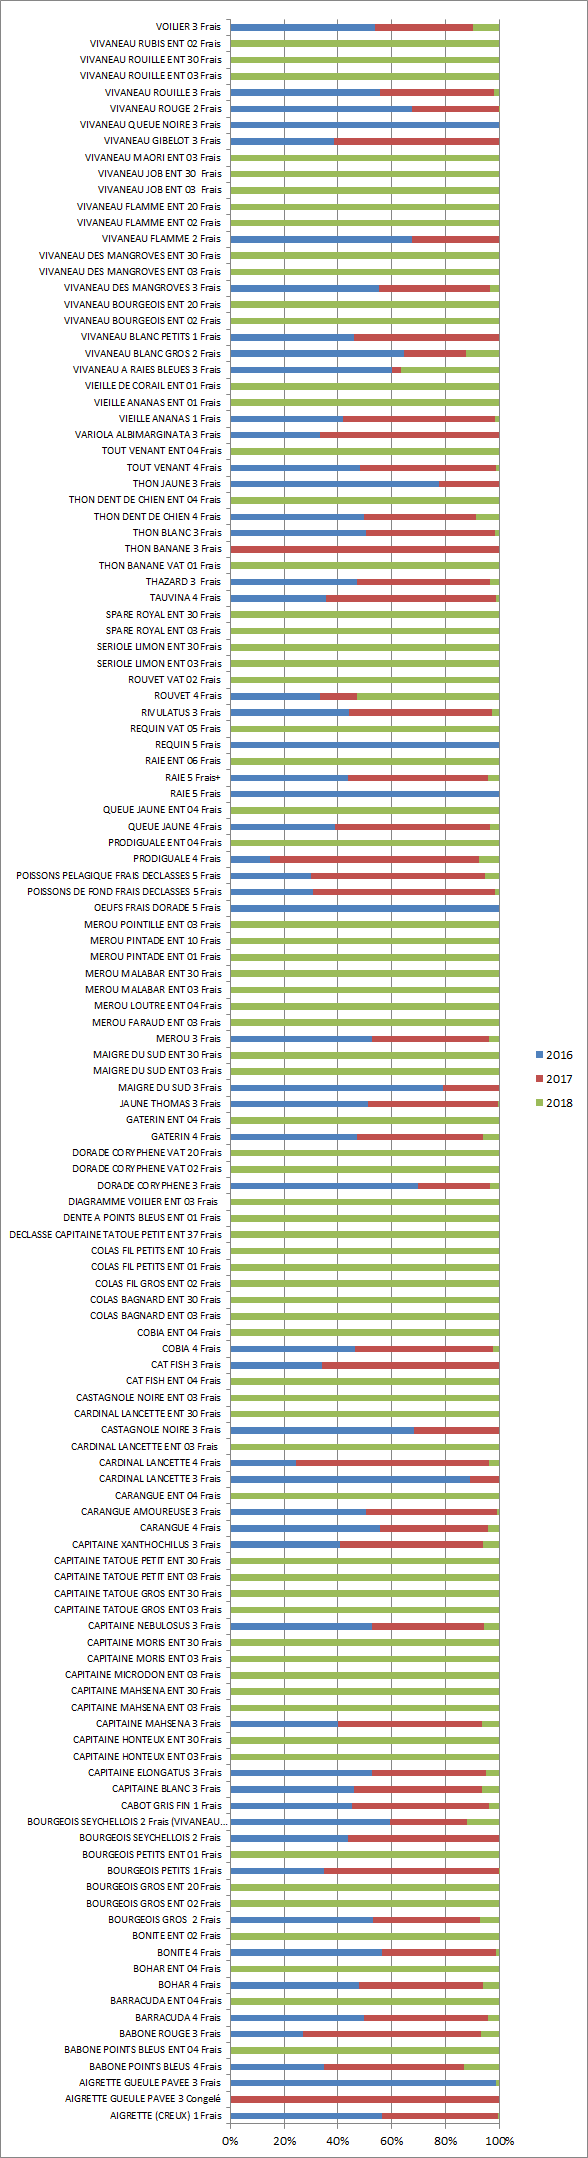 VOILIER 3 Frais
VIVANEAU RUBIS ENT 02 Frais
VIVANEAU ROUILLE ENT 30 Frais
VIVANEAU ROUILLE ENT 03 Frais
VIVANEAU ROUILLE 3 Frais
VIVANEAU ROUGE 2 Frais
VIVANEAU QUEUE NOIRE 3 Frais
VIVANEAU GIBELOT 3 Frais
VIVANEAU MAORI ENT 03 Frais
VIVANEAU JOB ENT 30  Frais
VIVANEAU JOB ENT 03  Frais
VIVANEAU FLAMME ENT 20 Frais
VIVANEAU FLAMME ENT 02 Frais
VIVANEAU FLAMME 2 Frais
VIVANEAU DES MANGROVES ENT 30 Frais
VIVANEAU DES MANGROVES ENT 03 Frais
VIVANEAU DES MANGROVES 3 Frais
VIVANEAU BOURGEOIS ENT 20 Frais
VIVANEAU BOURGEOIS ENT 02 Frais
VIVANEAU BLANC PETITS 1 Frais
VIVANEAU BLANC GROS 2 Frais
VIVANEAU A RAIES BLEUES 3 Frais
VIEILLE DE CORAIL ENT 01 Frais
VIEILLE ANANAS ENT 01 Frais
VIEILLE ANANAS 1 Frais
VARIOLA ALBIMARGINATA 3 Frais
TOUT VENANT ENT 04 Frais
TOUT VENANT 4 Frais
THON JAUNE 3 Frais
THON DENT DE CHIEN ENT 04 Frais
THON DENT DE CHIEN 4 Frais
THON BLANC 3 Frais
THON BANANE 3 Frais
THON BANANE VAT 01 Frais
THAZARD 3  Frais
TAUVINA 4 Frais
SPARE ROYAL ENT 30 Frais
SPARE ROYAL ENT 03 Frais
SERIOLE LIMON ENT 30 Frais
SERIOLE LIMON ENT 03 Frais
ROUVET VAT 02 Frais
ROUVET 4 Frais
RIVULATUS 3 Frais
REQUIN VAT 05 Frais
REQUIN 5 Frais
RAIE ENT 06 Frais
RAIE 5 Frais+
RAIE 5 Frais
QUEUE JAUNE ENT 04 Frais
QUEUE JAUNE 4 Frais
PRODIGUALE ENT 04 Frais
PRODIGUALE 4 Frais
POISSONS PELAGIQUE FRAIS DECLASSES 5 Frais
POISSONS DE FOND FRAIS DECLASSES 5 Frais
OEUFS FRAIS DORADE 5 Frais
MEROU POINTILLE ENT 03 Frais
MEROU PINTADE ENT 10 Frais
MEROU PINTADE ENT 01 Frais
MEROU MALABAR ENT 30 Frais
MEROU MALABAR ENT 03 Frais
MEROU LOUTRE ENT 04 Frais
MEROU FARAUD ENT 03 Frais
MEROU 3 Frais
MAIGRE DU SUD ENT 30 Frais
MAIGRE DU SUD ENT 03 Frais
MAIGRE DU SUD 3 Frais
JAUNE THOMAS 3 Frais
GATERIN ENT 04 Frais
GATERIN 4 Frais
DORADE CORYPHENE VAT 20 Frais
DORADE CORYPHENE VAT 02 Frais
DORADE CORYPHENE 3 Frais
DIAGRAMME VOILIER ENT 03 Frais
DENTE A POINTS BLEUS ENT 01 Frais
DECLASSE CAPITAINE TATOUE PETIT ENT 37 Frais
COLAS FIL PETITS ENT 10 Frais
COLAS FIL PETITS ENT 01 Frais
COLAS FIL GROS ENT 02 Frais
COLAS BAGNARD ENT 30 Frais
COLAS BAGNARD ENT 03 Frais
COBIA ENT 04 Frais
COBIA 4 Frais
CAT FISH 3 Frais
CAT FISH ENT 04 Frais
CASTAGNOLE NOIRE ENT 03 Frais
CARDINAL LANCETTE ENT 30 Frais
CASTAGNOLE NOIRE 3 Frais
CARDINAL LANCETTE ENT 03 Frais
CARDINAL LANCETTE 4 Frais
CARDINAL LANCETTE 3 Frais
CARANGUE ENT 04 Frais
CARANGUE AMOUREUSE 3 Frais
CARANGUE 4 Frais
CAPITAINE XANTHOCHILUS 3 Frais
CAPITAINE TATOUE PETIT ENT 30 Frais
CAPITAINE TATOUE PETIT ENT 03 Frais
CAPITAINE TATOUE GROS ENT 30 Frais
CAPITAINE TATOUE GROS ENT 03 Frais
CAPITAINE NEBULOSUS 3 Frais
CAPITAINE MORIS ENT 30 Frais
CAPITAINE MORIS ENT 03 Frais
CAPITAINE MICRODON ENT 03 Frais
CAPITAINE MAHSENA ENT 30 Frais
CAPITAINE MAHSENA ENT 03 Frais
CAPITAINE MAHSENA 3 Frais
CAPITAINE HONTEUX ENT 30 Frais
CAPITAINE HONTEUX ENT 03 Frais
CAPITAINE ELONGATUS 3 Frais
CAPITAINE BLANC 3 Frais
CABOT GRIS FIN 1 Frais
BOURGEOIS SEYCHELLOIS 2 Frais (VIVANEAU...
BOURGEOIS SEYCHELLOIS 2 Frais
BOURGEOIS PETITS ENT 01 Frais
BOURGEOIS PETITS 1 Frais
BOURGEOIS GROS ENT 20 Frais
BOURGEOIS GROS ENT 02 Frais
BOURGEOIS GROS  2 Frais
BONITE ENT 02 Frais
BONITE 4 Frais
BOHAR ENT 04 Frais
BOHAR 4 Frais
BARRACUDA ENT 04 Frais
BARRACUDA 4 Frais
BABONE ROUGE 3 Frais
BABONE POINTS BLEUS ENT 04 Frais
BABONE POINTS BLEUS 4 Frais
AIGRETTE GUEULE PAVEE 3 Frais
AIGRETTE GUEULE PAVEE 3 Congelé
AIGRETTE (CREUX) 1 Frais
0% 20% 40% 60% 80% 100%
2016
2017
2018